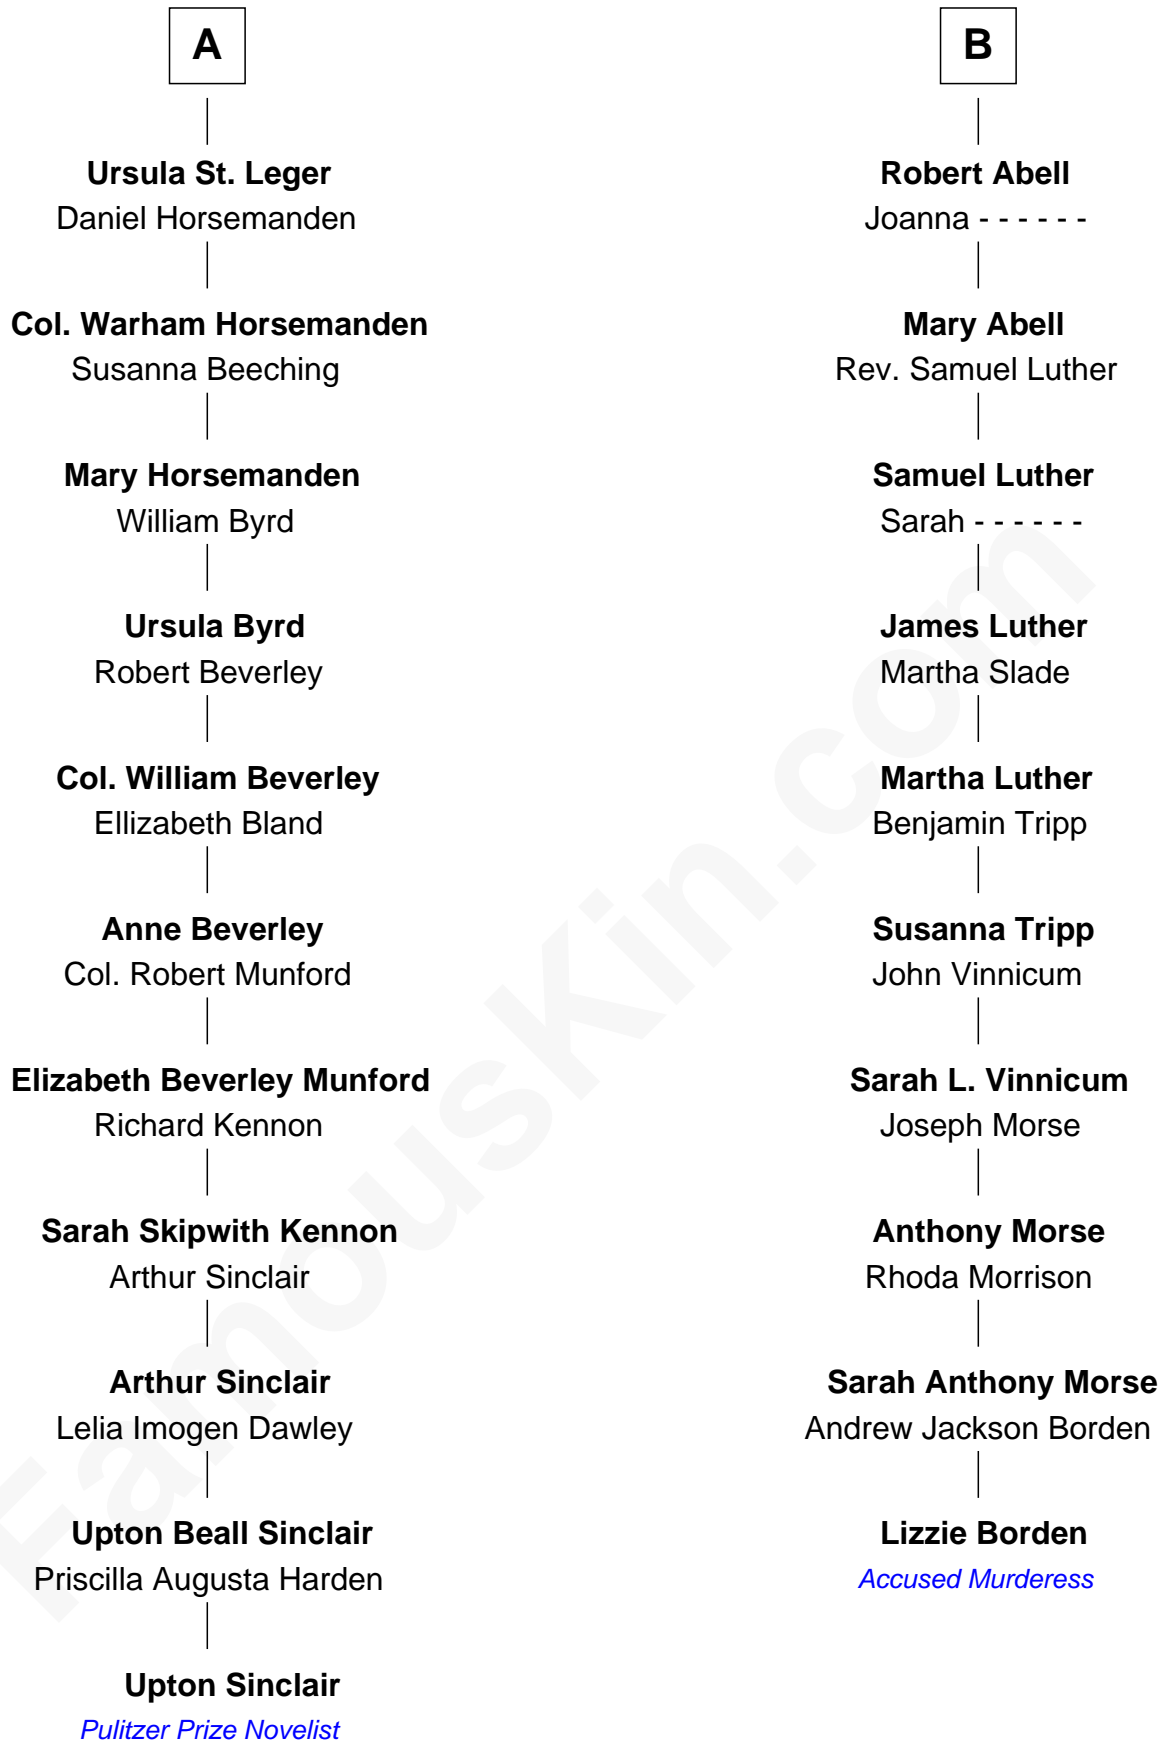 A
Ursula St. Leger
Daniel Horsemanden
Col. Warham Horsemanden
Susanna Beeching
Mary Horsemanden
William Byrd
Ursula Byrd
Robert Beverley
Col. William Beverley
Ellizabeth Bland
Anne Beverley
Col. Robert Munford
Elizabeth Beverley Munford
Richard Kennon
Sarah Skipwith Kennon
Arthur Sinclair
Arthur Sinclair
Lelia Imogen Dawley
Upton Beall Sinclair
Priscilla Augusta Harden
Upton Sinclair
Pulitzer Prize Novelist
B
Robert Abell
Joanna - - - - - -
Mary Abell
Rev. Samuel Luther
Samuel Luther
Sarah - - - - - -
James Luther
Martha Slade
Martha Luther
Benjamin Tripp
Susanna Tripp
John Vinnicum
Sarah L. Vinnicum
Joseph Morse
Anthony Morse
Rhoda Morrison
Sarah Anthony Morse
Andrew Jackson Borden
Lizzie Borden
Accused Murderess
FamousKin.com